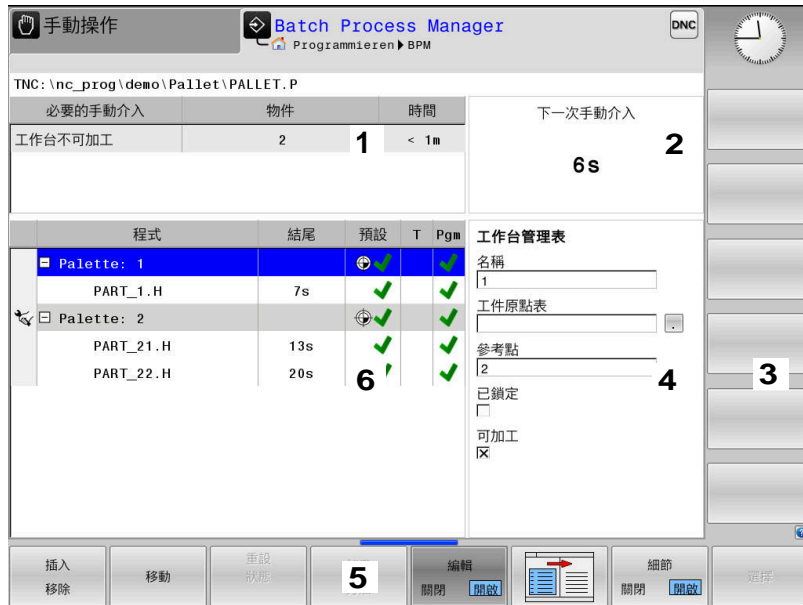 手動操作
Batch Process Manager
Programmieren BPM
DNC
TNC:\nc_prog\demo\Pallet\PALLET.P
必要的手動介入 物件 時間
工作台不可加工 2 < 1m
1
下一次手動介入
6s
2
程式 結尾 預設 T Pgm
Palette: 1
PART_1.H 7s
Palette: 2
PART_21.H 13s
PART_22.H 20s
6
工作台管理表
名稱
1
工件原點表
.
參考點
2
已鎖定
可加工
4
3
插入
移除
移動
重設
狀態
5
編輯
關閉 開啟
細節
關閉 開啟
選擇